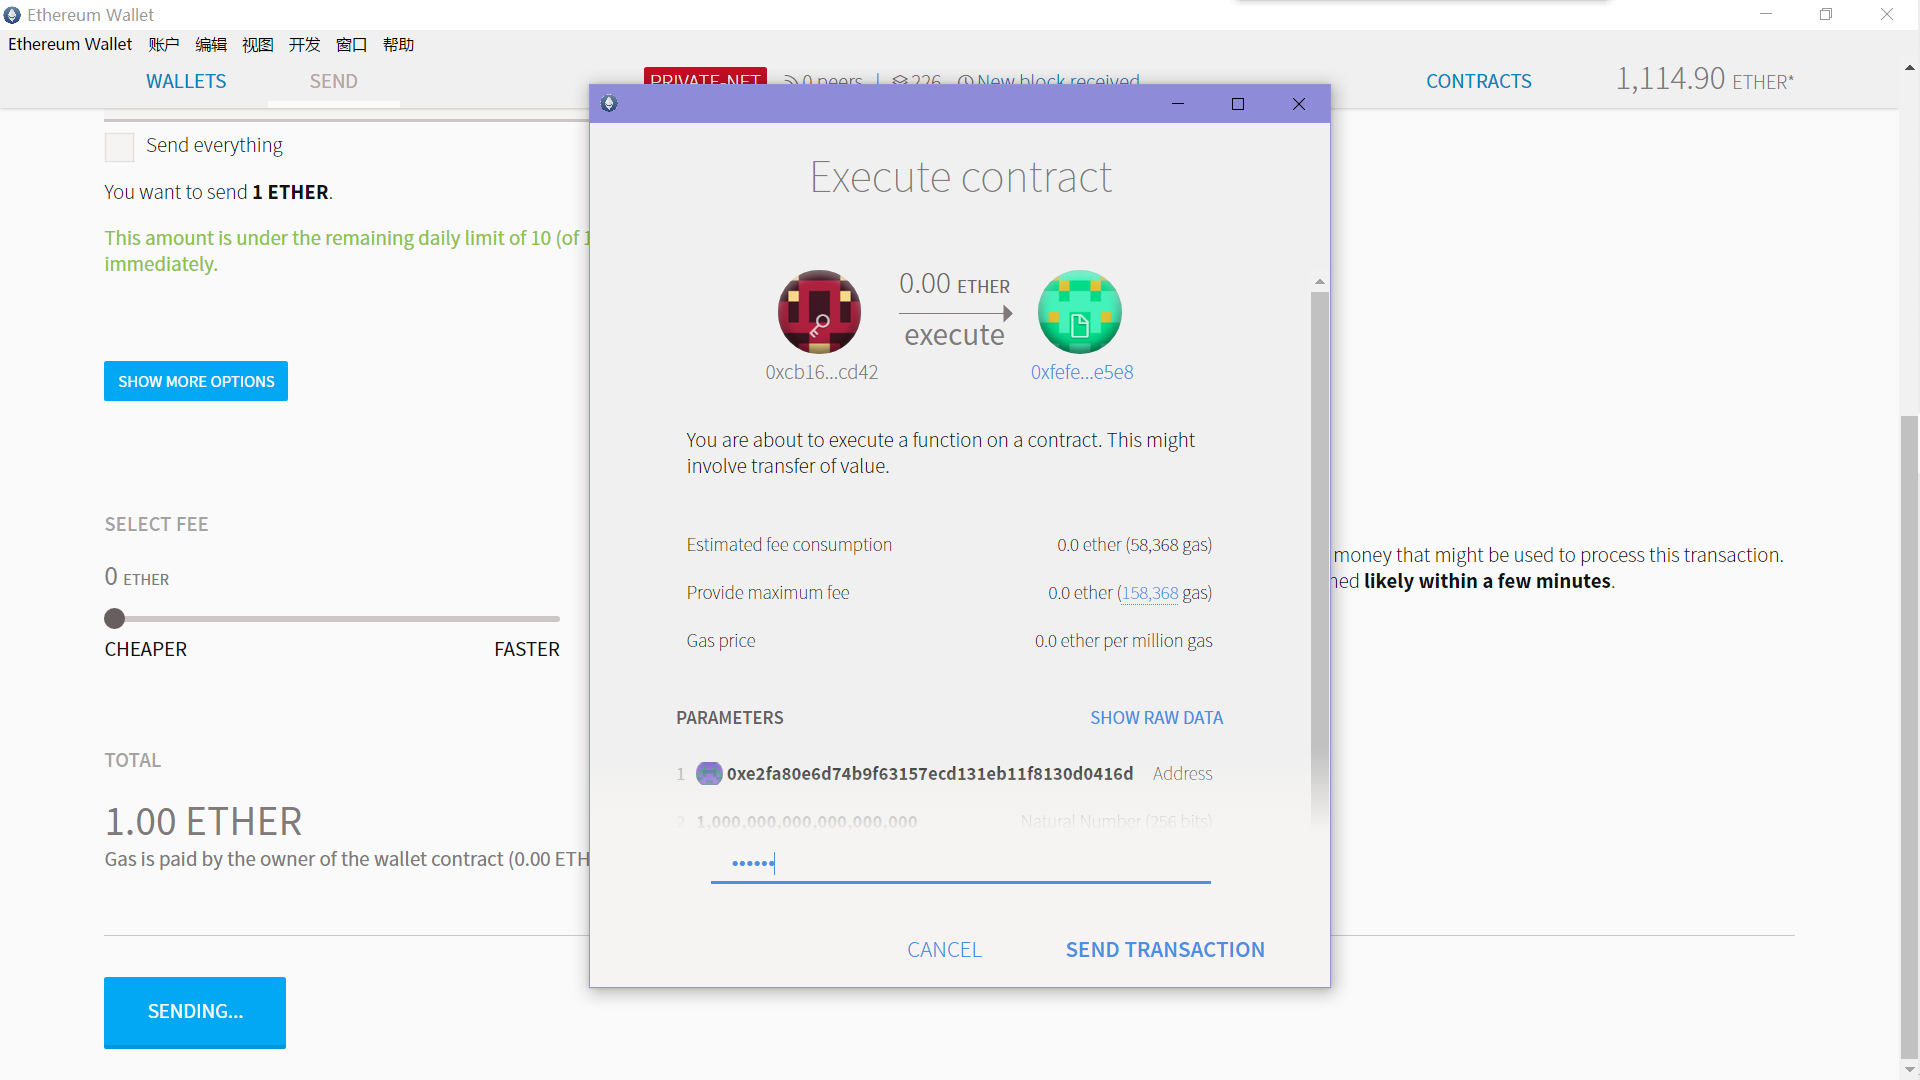 Ethereum Wallet
Ethereum Wallet 账户 编辑 视图 开发 窗口 帮助
WALLETS SEND PRIVATE-NET 0 peers | 226 New block received CONTRACTS 1,114.90 ETHER*
Send everything
You want to send 1 ETHER.
This amount is under the remaining daily limit of 10 (of 1
immediately.
SHOW MORE OPTIONS
SELECT FEE
0 ETHER
CHEAPER FASTER
money that might be used to process this transaction.
likely within a few minutes.
TOTAL
1.00 ETHER
Gas is paid by the owner of the wallet contract (0.00 ETH
SENDING...
Execute contract
0.00 ETHER
execute
0xcb16...cd42 0xfefe...e5e8
You are about to execute a function on a contract. This might
involve transfer of value.
Estimated fee consumption 0.0 ether (58,368 gas)
Provide maximum fee 0.0 ether (158,368 gas)
Gas price 0.0 ether per million gas
PARAMETERS SHOW RAW DATA
1 0xe2fa80e6d74b9f63157ecd131eb11f8130d0416d Address
2 1,000,000,000,000,000,000 Natural Number (256 bits)
••••••
CANCEL SEND TRANSACTION